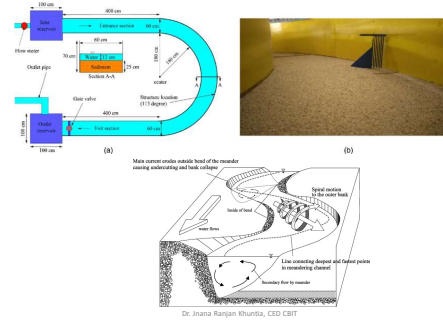 100 cm
400 cm
Inlet
reservoir
Entrance section
60 cm
Flow meter
60 cm
70 cm
Water
12 cm
Sediment
25 cm
Section A-A
180 cm
180 cm
center
A
A
Outlet pipe
Structure location
(113 degree)
Gate valve
400 cm
100 cm
Outlet
reservoir
Exit section
60 cm
100 cm
(a)
(b)
Main current erodes outside bend of the meander
causing undercutting and bank collapse
Spiral motion
to the outer bank
Inside of bend
water flows
Line connecting deepest and fastest points
in meandering channel
Secondary flow by meander
Dr. Jnana Ranjan Khuntia, CED CBIT